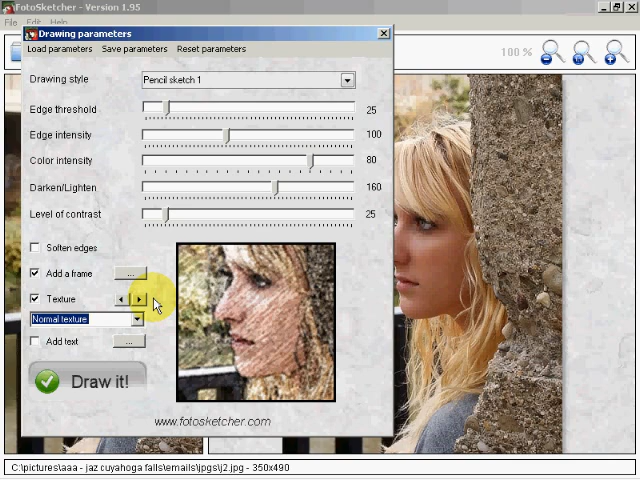 FotoSketcher - Version 1.95
File Edit Help
Drawing parameters
Load parameters Save parameters Reset parameters
100 %
Drawing style Pencil sketch 1
Edge threshold 25
Edge intensity 100
Color intensity 80
Darken/Lighten 160
Level of contrast 25
Soften edges
Add a frame ...
Texture
Normal texture
Add text ...
Draw it!
www.fotosketcher.com
C:\pictures\aaa - jaz cuyahoga falls\emails\jpgs\j2.jpg - 350x490